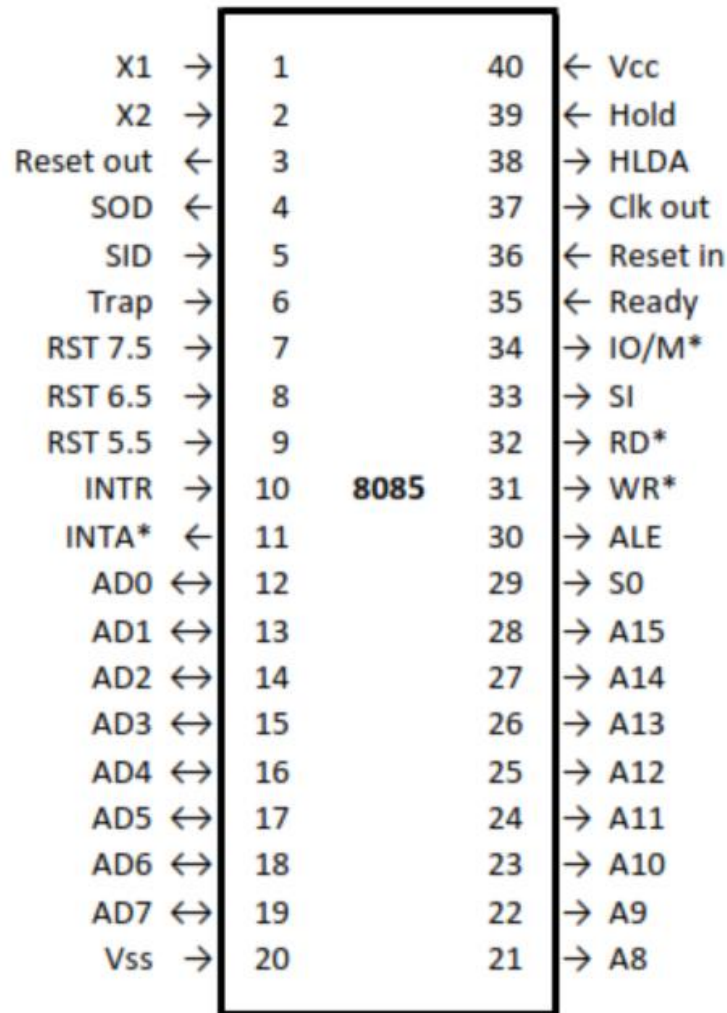 X1 → 1 40 ← Vcc
X2 → 2 39 ← Hold
Reset out ← 3 38 → HLDA
SOD ← 4 37 → Clk out
SID → 5 36 ← Reset in
Trap → 6 35 ← Ready
RST 7.5 → 7 34 → IO/M*
RST 6.5 → 8 33 → SI
RST 5.5 → 9 32 → RD*
INTR → 10 8085 31 → WR*
INTA* ← 11 30 → ALE
AD0 ↔ 12 29 → S0
AD1 ↔ 13 28 → A15
AD2 ↔ 14 27 → A14
AD3 ↔ 15 26 → A13
AD4 ↔ 16 25 → A12
AD5 ↔ 17 24 → A11
AD6 ↔ 18 23 → A10
AD7 ↔ 19 22 → A9
Vss → 20 21 → A8